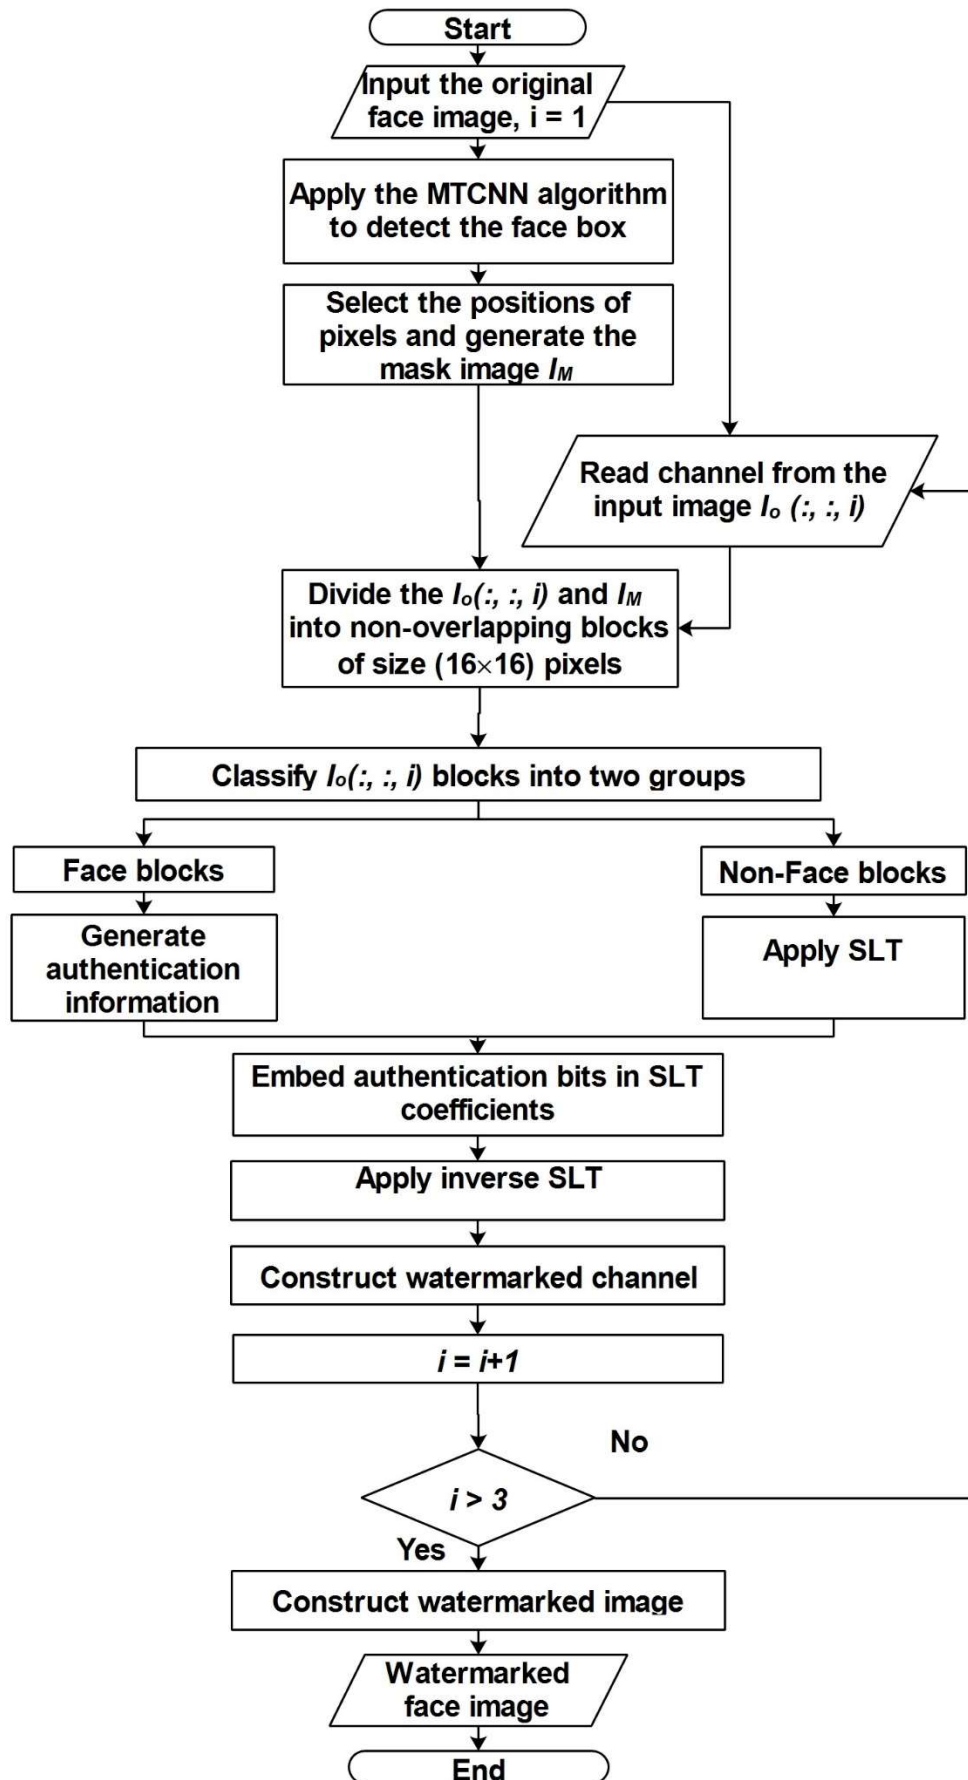 Start
Input the original
face image, i = 1
Apply the MTCNN algorithm
to detect the face box
Select the positions of
pixels and generate the
mask image I_M
Read channel from the
input image I_o (:, :, i)
Divide the I_o(:, :, i) and I_M
into non-overlapping blocks
of size (16×16) pixels
Classify I_o(:, :, i) blocks into two groups
Face blocks
Non-Face blocks
Generate
authentication
information
Apply SLT
Embed authentication bits in SLT
coefficients
Apply inverse SLT
Construct watermarked channel
i = i+1
No
i > 3
Yes
Construct watermarked image
Watermarked
face image
End